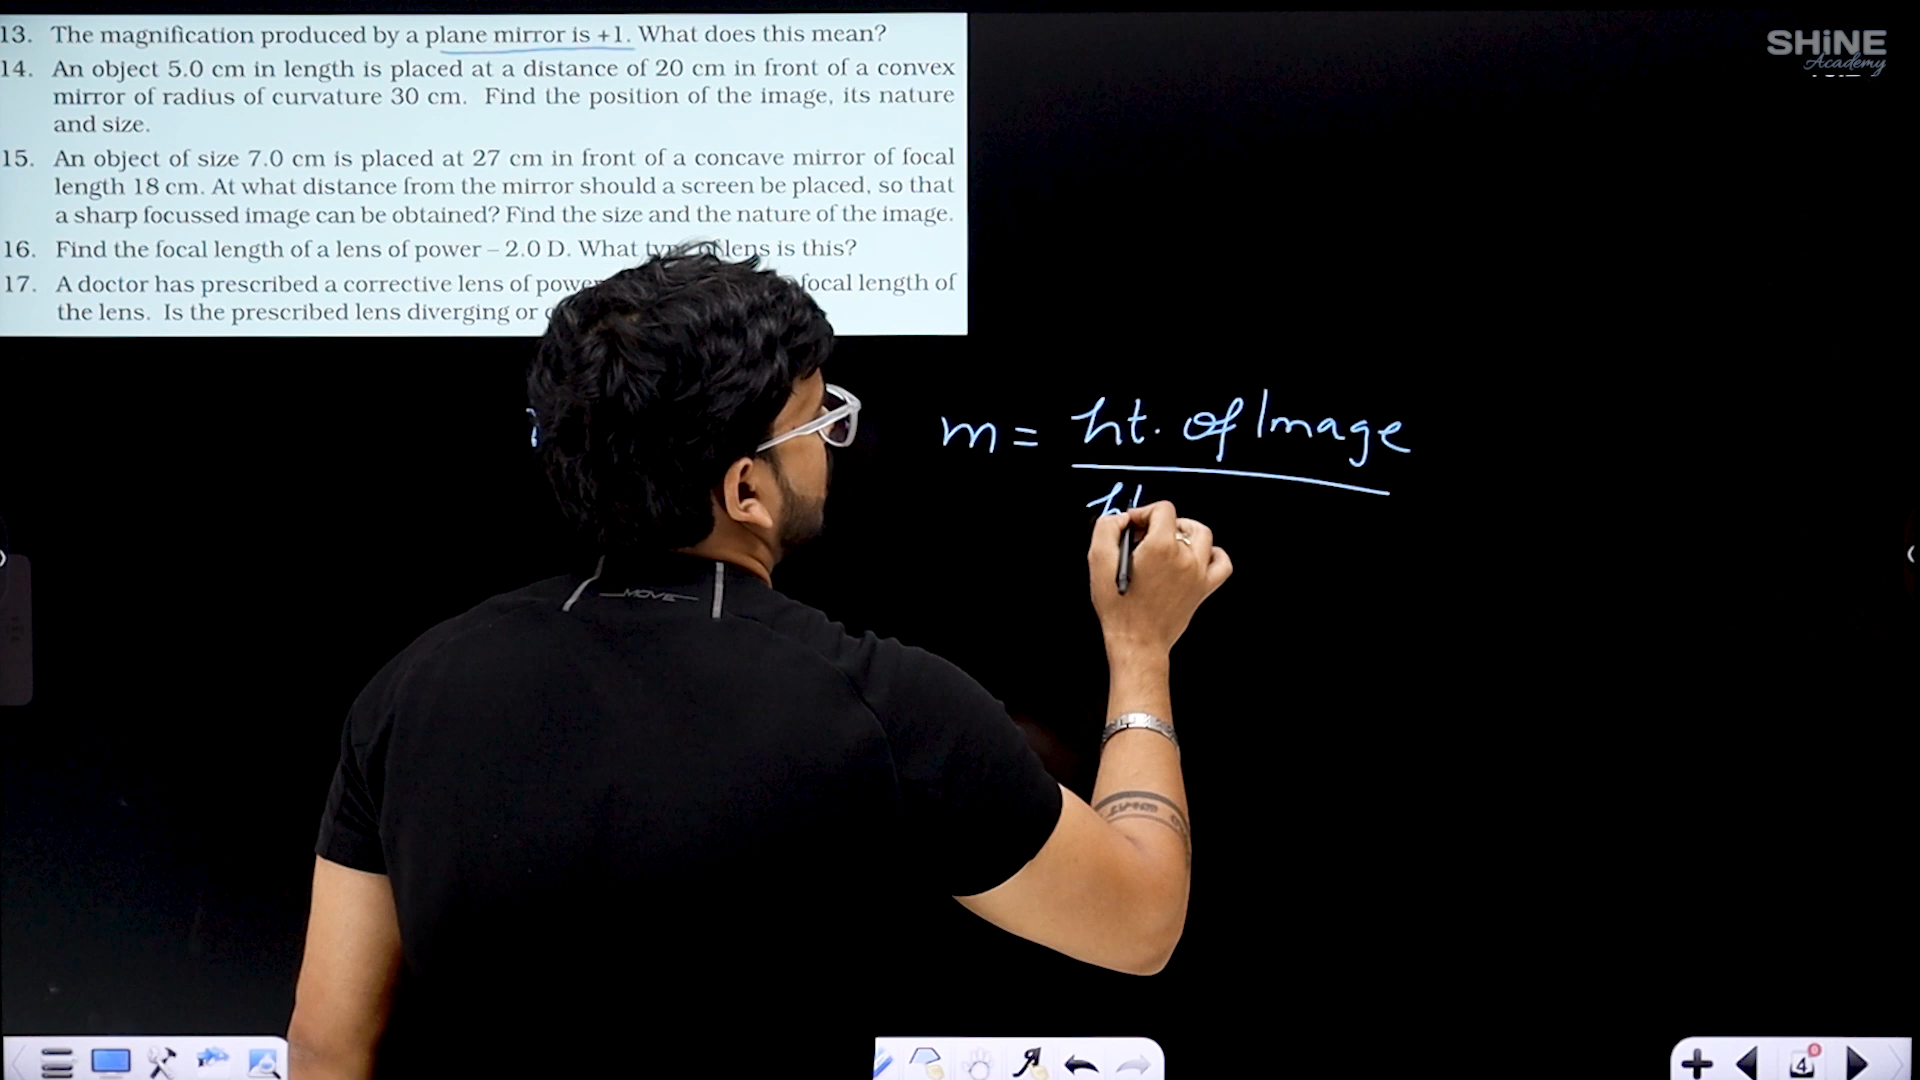 13. The magnification produced by a plane mirror is +1. What does this mean?
14. An object 5.0 cm in length is placed at a distance of 20 cm in front of a convex
mirror of radius of curvature 30 cm. Find the position of the image, its nature
and size.
15. An object of size 7.0 cm is placed at 27 cm in front of a concave mirror of focal
length 18 cm. At what distance from the mirror should a screen be placed, so that
a sharp focussed image can be obtained? Find the size and the nature of the image.
16. Find the focal length of a lens of power – 2.0 D. What type of lens is this?
17. A doctor has prescribed a corrective lens of power focal length of
the lens. Is the prescribed lens diverging or
SHiNE
Academy
m = ht. of Image
ht
MOVE
4